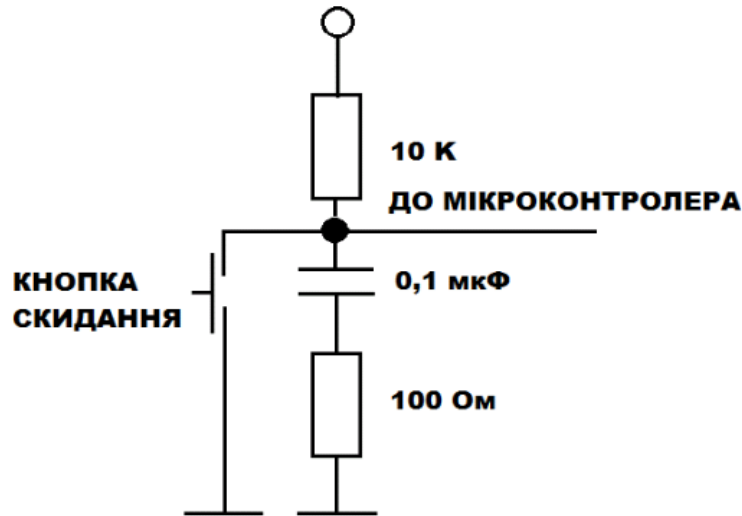 10 К
ДО МІКРОКОНТРОЛЕРА
КНОПКА
СКИДАННЯ
0,1 мкФ
100 Ом